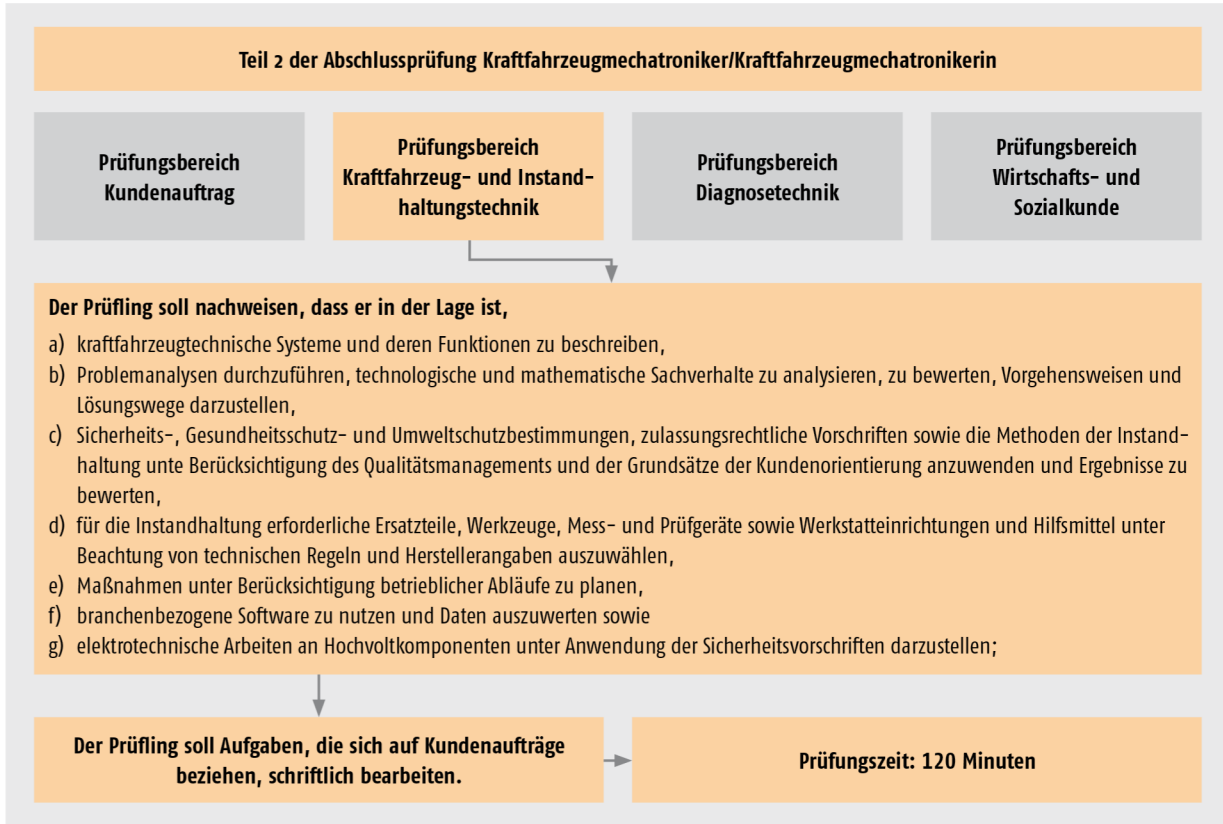 Teil 2 der Abschlussprüfung Kraftfahrzeugmechatroniker/Kraftfahrzeugmechatronikerin
Prüfungsbereich
Kundenauftrag
Prüfungsbereich
Kraftfahrzeug- und Instand-
haltungstechnik
Prüfungsbereich
Diagnosetechnik
Prüfungsbereich
Wirtschafts- und
Sozialkunde
Der Prüfling soll nachweisen, dass er in der Lage ist,
a) kraftfahrzeugtechnische Systeme und deren Funktionen zu beschreiben,
b) Problemanalysen durchzuführen, technologische und mathematische Sachverhalte zu analysieren, zu bewerten, Vorgehensweisen und
Lösungswege darzustellen,
c) Sicherheits-, Gesundheitsschutz- und Umweltschutzbestimmungen, zulassungsrechtliche Vorschriften sowie die Methoden der Instand-
haltung unte Berücksichtigung des Qualitätsmanagements und der Grundsätze der Kundenorientierung anzuwenden und Ergebnisse zu
bewerten,
d) für die Instandhaltung erforderliche Ersatzteile, Werkzeuge, Mess- und Prüfgeräte sowie Werkstatteinrichtungen und Hilfsmittel unter
Beachtung von technischen Regeln und Herstellerangaben auszuwählen,
e) Maßnahmen unter Berücksichtigung betrieblicher Abläufe zu planen,
f) branchenbezogene Software zu nutzen und Daten auszuwerten sowie
g) elektrotechnische Arbeiten an Hochvoltkomponenten unter Anwendung der Sicherheitsvorschriften darzustellen;
Der Prüfling soll Aufgaben, die sich auf Kundenaufträge
beziehen, schriftlich bearbeiten.
Prüfungszeit: 120 Minuten